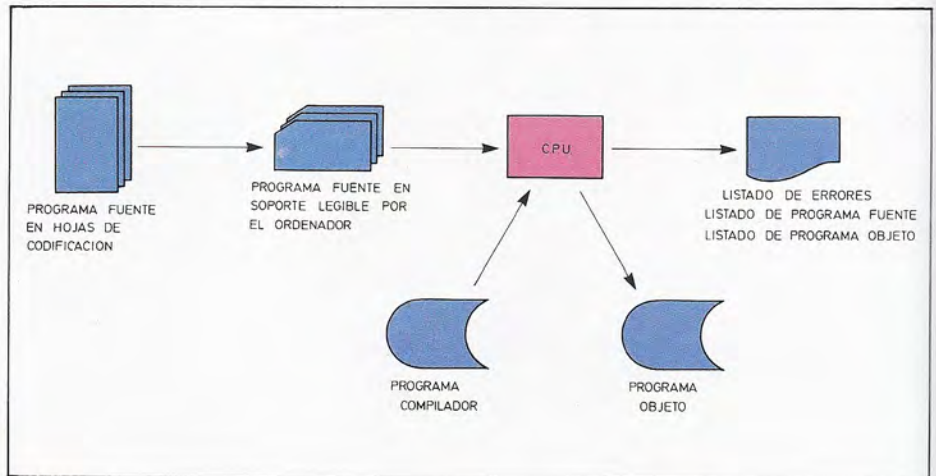 PROGRAMA FUENTE
EN HOJAS DE
CODIFICACION
PROGRAMA FUENTE EN
SOPORTE LEGIBLE POR
EL ORDENADOR
C.P.U.
LISTADO DE ERRORES
LISTADO DE PROGRAMA FUENTE
LISTADO DE PROGRAMA OBJETO
PROGRAMA
COMPILADOR
PROGRAMA
OBJETO